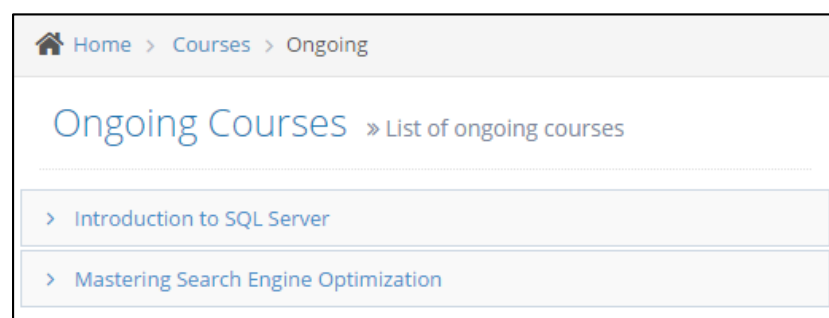 Home > Courses > Ongoing
Ongoing Courses » List of ongoing courses
> Introduction to SQL Server
> Mastering Search Engine Optimization